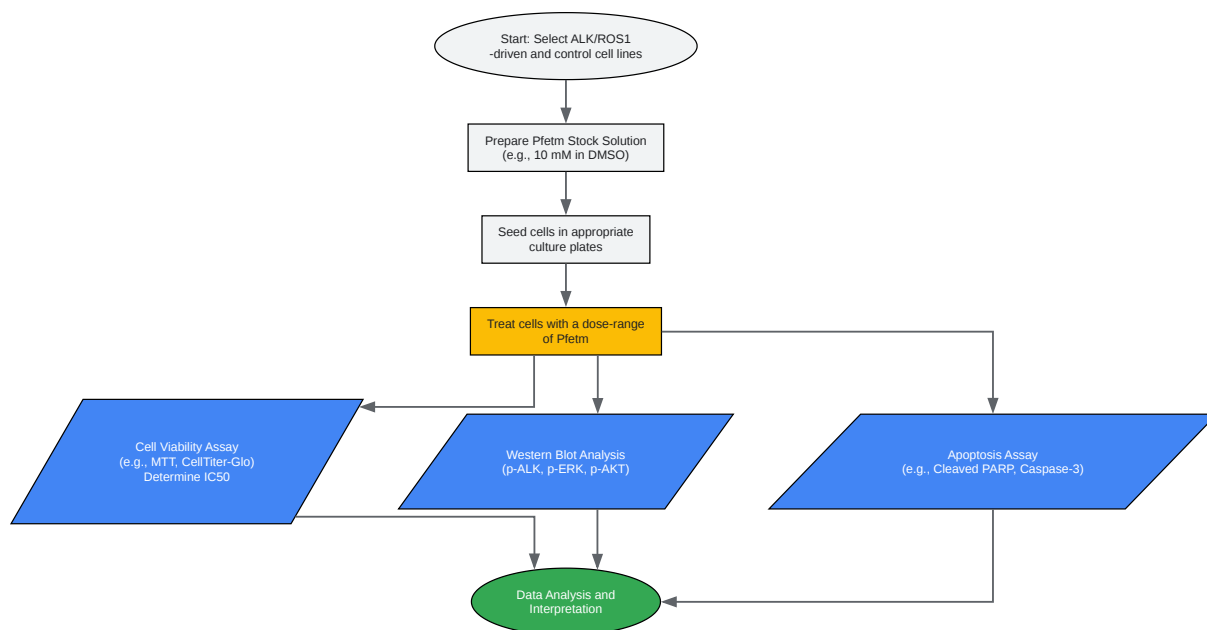 Start: Select ALK/ROS1
-driven and control cell lines
Prepare Pfetm Stock Solution
(e.g., 10 mM in DMSO)
Seed cells in appropriate
culture plates
Treat cells with a dose-range
of Pfetm
Cell Viability Assay
(e.g., MTT, CellTiter-Glo)
Determine IC50
Western Blot Analysis
(p-ALK, p-ERK, p-AKT)
Apoptosis Assay
(e.g., Cleaved PARP, Caspase-3)
Data Analysis and
Interpretation